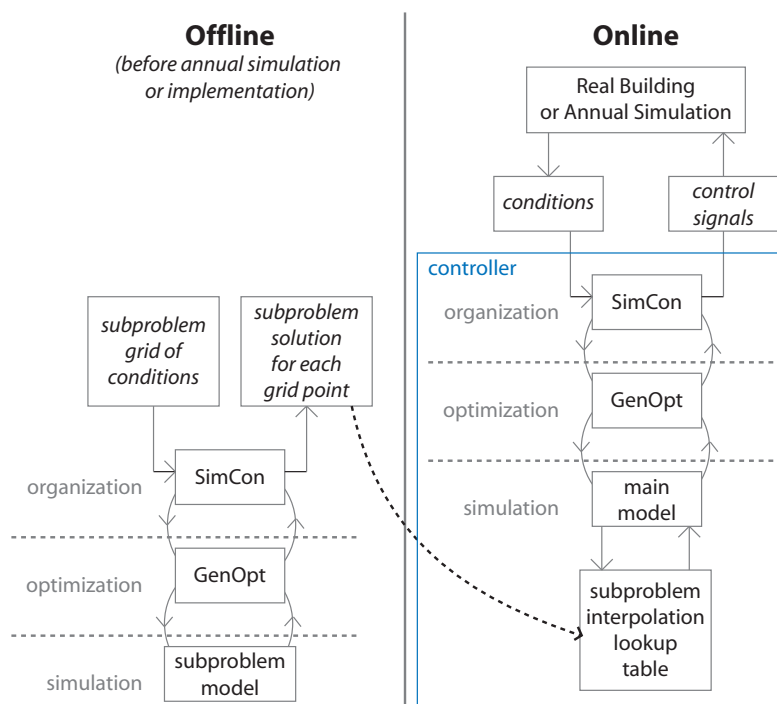 Offline
(before annual simulation
or implementation)
subproblem
grid of
conditions
subproblem
solution
for each
grid point
organization
SimCon
optimization
GenOpt
simulation
subproblem
model
Online
Real Building
or Annual Simulation
conditions
control
signals
controller
organization
SimCon
optimization
GenOpt
simulation
main
model
subproblem
interpolation
lookup
table